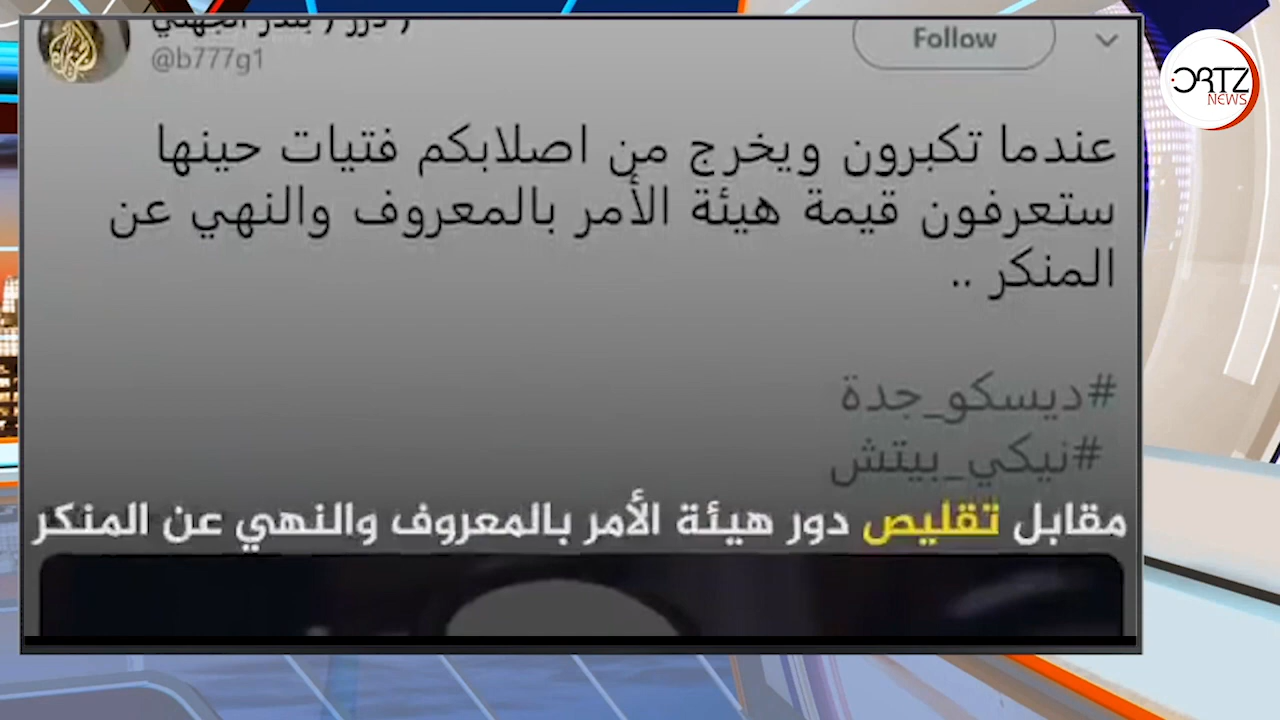 @b777g1
Follow
ORTZ
NEWS
عندما تكبرون ويخرج من اصلابكم فتيات حينها
ستعرفون قيمة هيئة الأمر بالمعروف والنهي عن
المنكر ..
#ديسكو_جدة
#نيكي_بيتش
مقابل تقليص دور هيئة الأمر بالمعروف والنهي عن المنكر